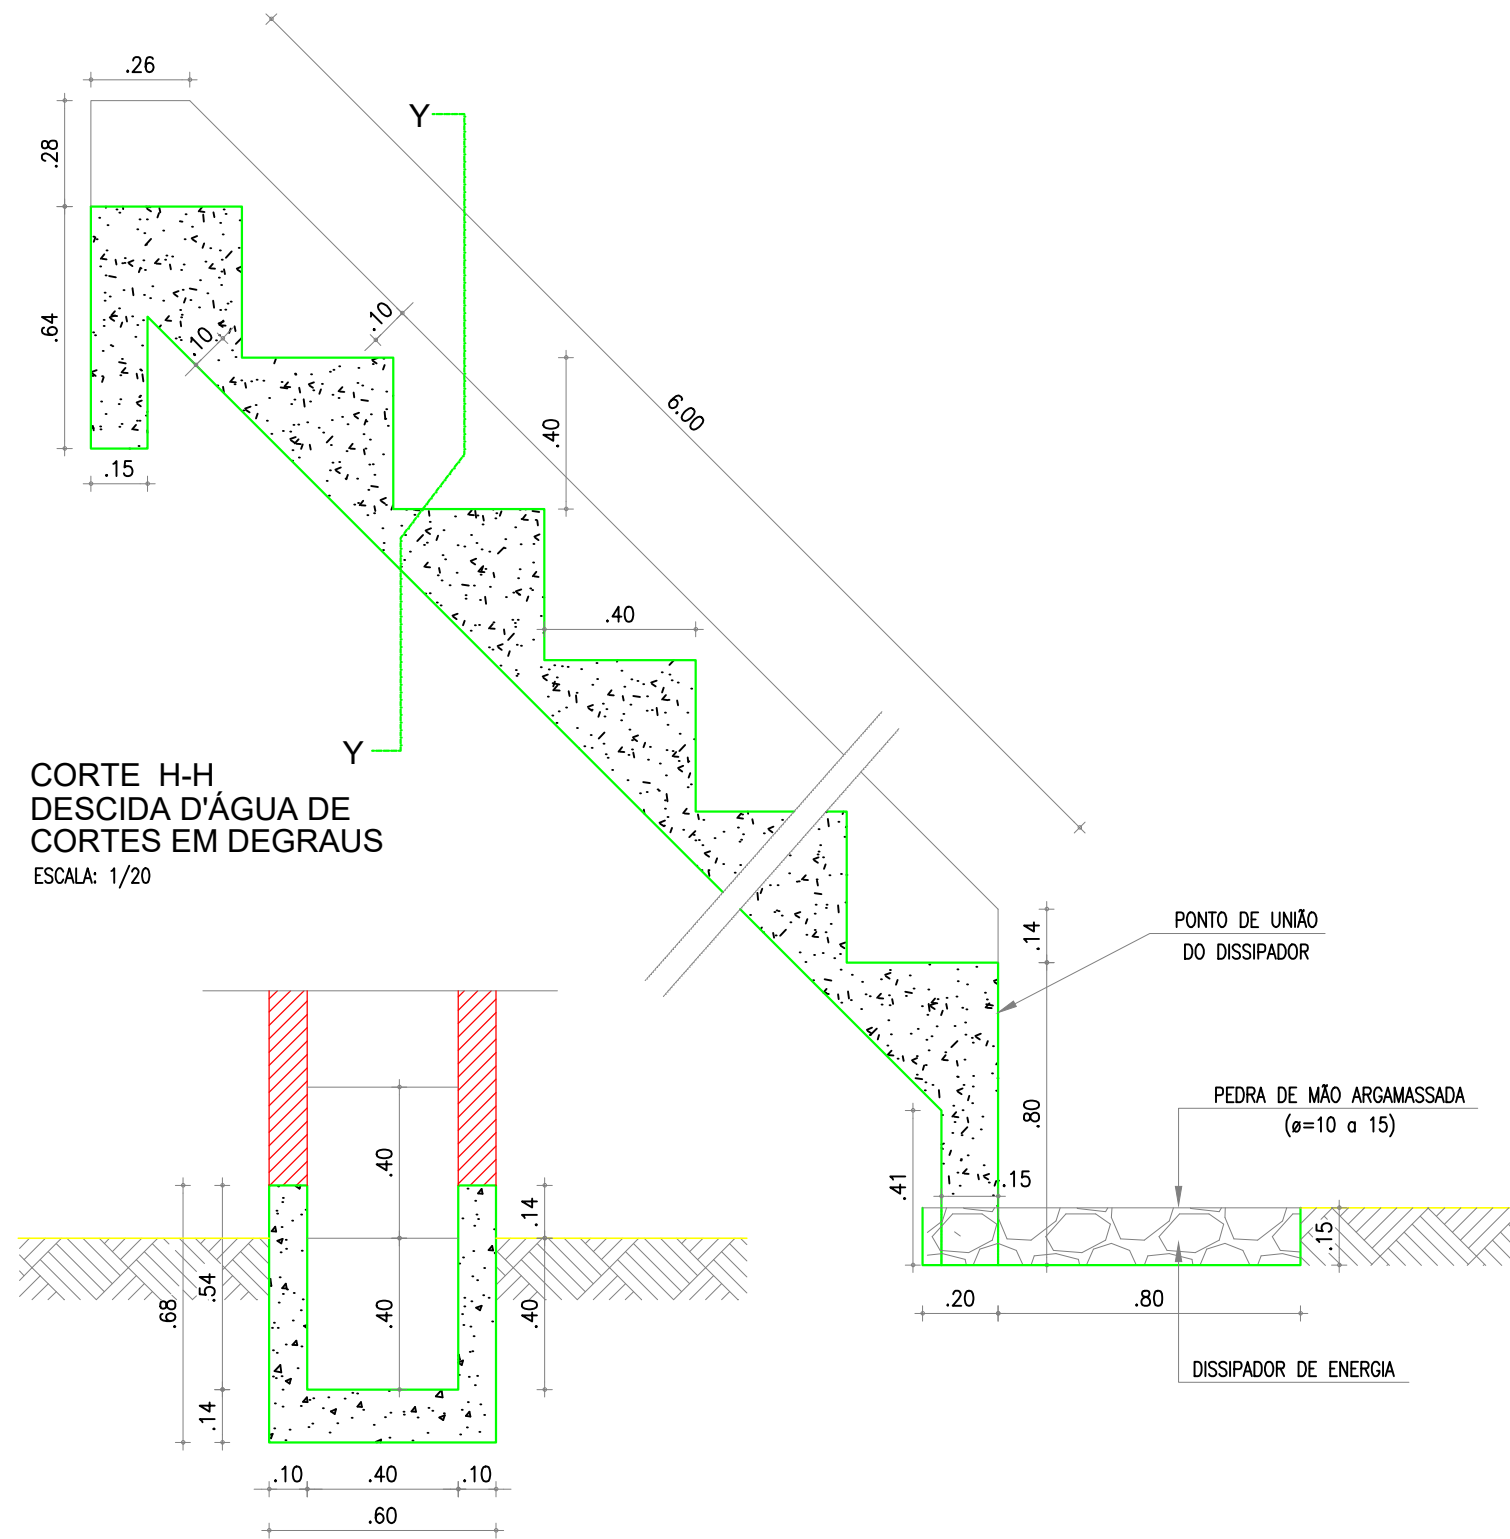 .26
Y
.28
.64
.10
.10
6.00
.40
.15
.40
Y
CORTE H-H
DESCIDA D'ÁGUA DE
CORTES EM DEGRAUS
ESCALA: 1/20
PONTO DE UNIÃO
DO DISSIPADOR
.14
.80
.41
.15
PEDRA DE MÃO ARGAMASSADA
(ø=10 a 15)
.15
.20
.80
DISSIPADOR DE ENERGIA
.40
.14
.54
.68
.40
.40
.14
.10
.40
.10
.60